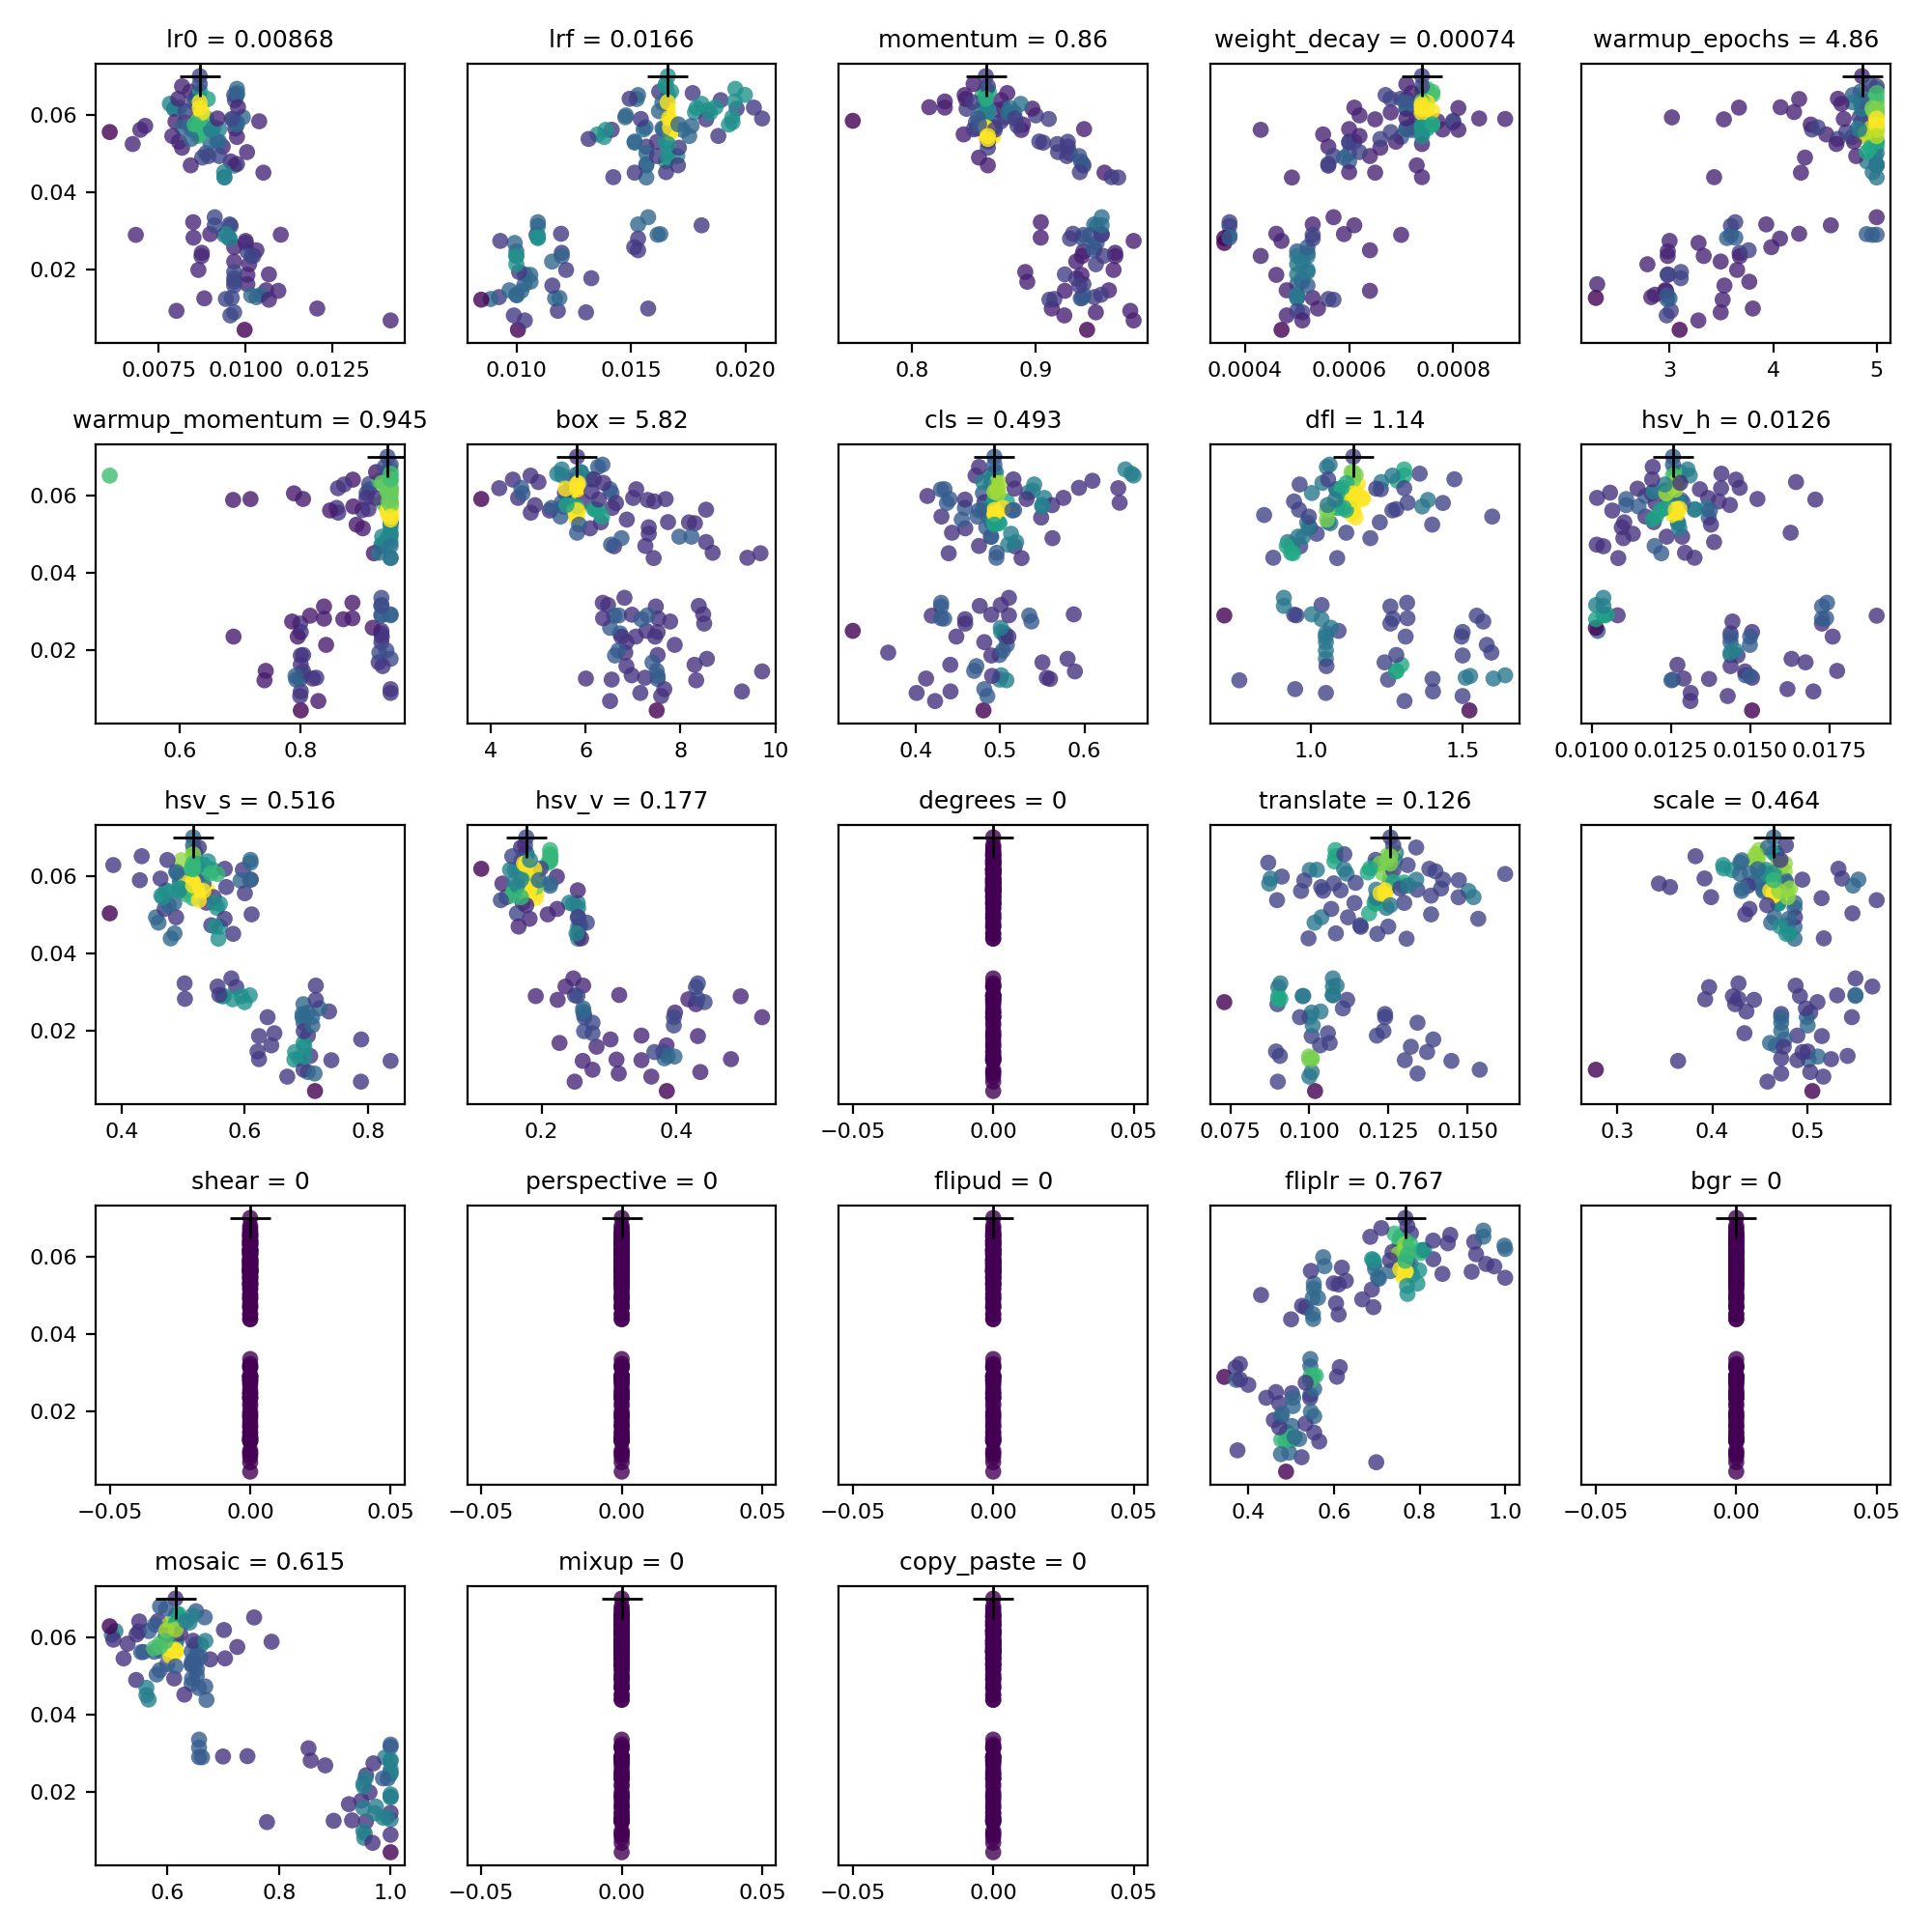 lr0 = 0.00868 lrf = 0.0166 momentum = 0.86 weight_decay = 0.00074 warmup_epochs = 4.86
0.06
0.04
0.02
0.0075 0.0100 0.0125 0.010 0.015 0.020 0.8 0.9 0.0004 0.0006 0.0008 3 4 5
warmup_momentum = 0.945 box = 5.82 cls = 0.493 dfl = 1.14 hsv_h = 0.0126
0.06
0.04
0.02
0.6 0.8 4 6 8 10 0.4 0.5 0.6 1.0 1.5 0.0100 0.0125 0.0150 0.0175
hsv_s = 0.516 hsv_v = 0.177 degrees = 0 translate = 0.126 scale = 0.464
0.06
0.04
0.02
0.4 0.6 0.8 0.2 0.4 −0.05 0.00 0.05 0.075 0.100 0.125 0.150 0.3 0.4 0.5
shear = 0 perspective = 0 flipud = 0 fliplr = 0.767 bgr = 0
0.06
0.04
0.02
−0.05 0.00 0.05 −0.05 0.00 0.05 −0.05 0.00 0.05 0.4 0.6 0.8 1.0 −0.05 0.00 0.05
mosaic = 0.615 mixup = 0 copy_paste = 0
0.06
0.04
0.02
0.6 0.8 1.0 −0.05 0.00 0.05 −0.05 0.00 0.05